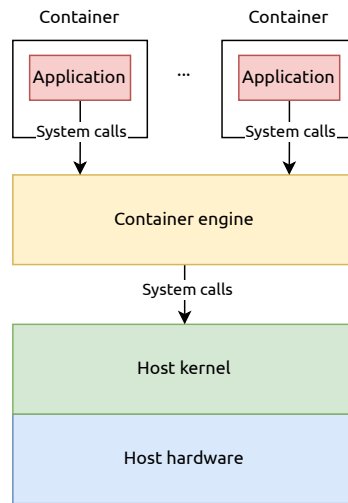 Container
Container
Application
...
Application
System calls
System calls
Container engine
System calls
Host kernel
Host hardware